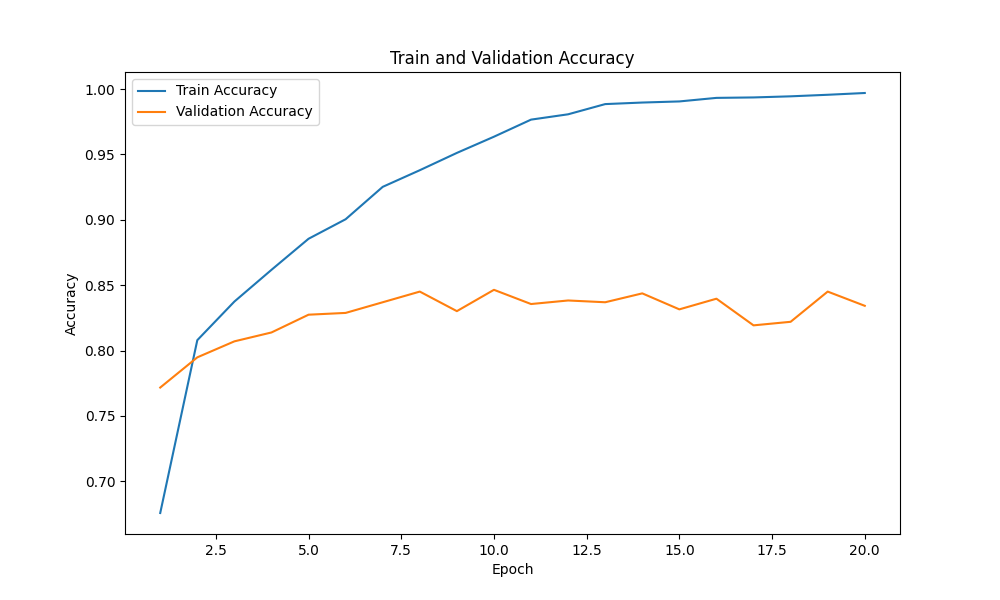 Train and Validation Accuracy
Train Accuracy
Validation Accuracy
1.00
0.95
0.90
0.85
0.80
0.75
0.70
Accuracy
2.5 5.0 7.5 10.0 12.5 15.0 17.5 20.0
Epoch